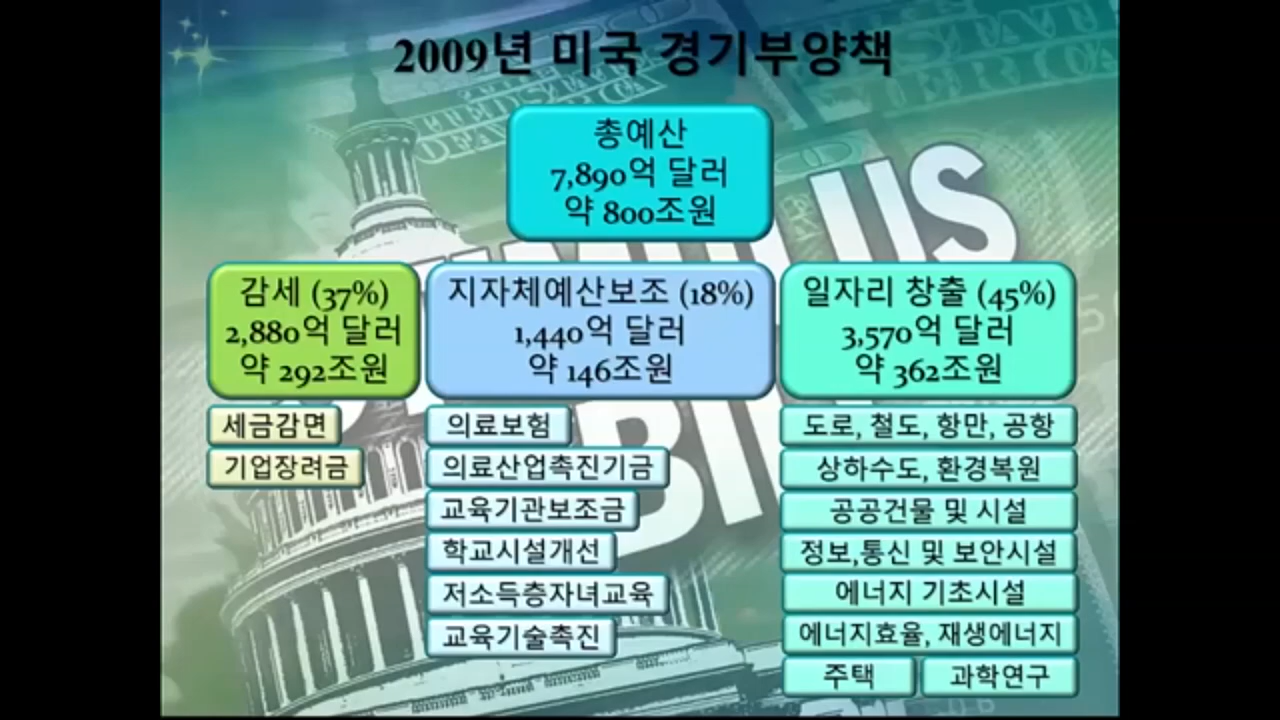 2009년 미국 경기부양책
총예산
7,890억 달러
약 800조원
감세 (37%)
2,880억 달러
약 292조원
세금감면
기업장려금
지자체예산보조 (18%)
1,440억 달러
약 146조원
의료보험
의료산업촉진기금
교육기관보조금
학교시설개선
저소득층자녀교육
교육기술촉진
일자리 창출 (45%)
3,570억 달러
약 362조원
도로, 철도, 항만, 공항
상하수도, 환경복원
공공건물 및 시설
정보,통신 및 보안시설
에너지 기초시설
에너지효율, 재생에너지
주택
과학연구